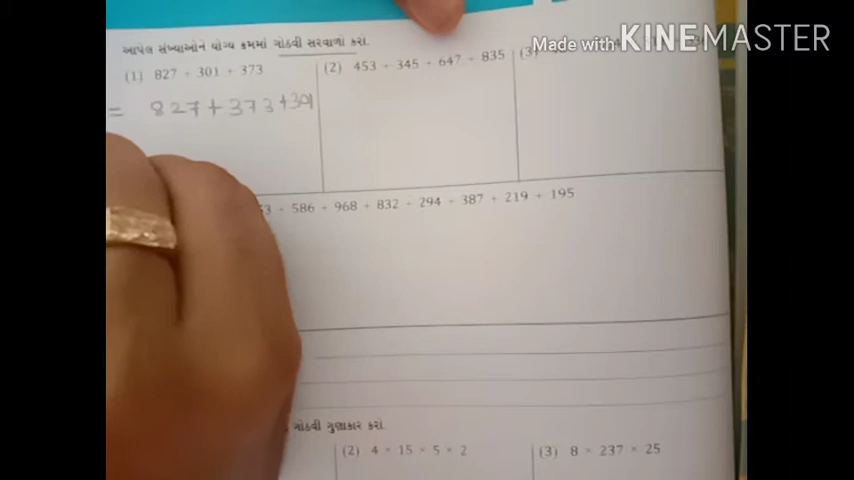 Made with KINEMASTER
આપેલ સંખ્યાઓને યોગ્ય ક્રમમાં ગોઠવી સરવાળો કરો.
(1) 827 + 301 + 373
(2) 453 + 345 + 647 + 835
(3)
= 827 + 373 + 301
3 + 586 + 968 + 832 + 294 + 387 + 219 + 195
ગોઠવી ગુણાકાર કરો.
(2) 4 × 15 × 5 × 2
(3) 8 × 237 × 25